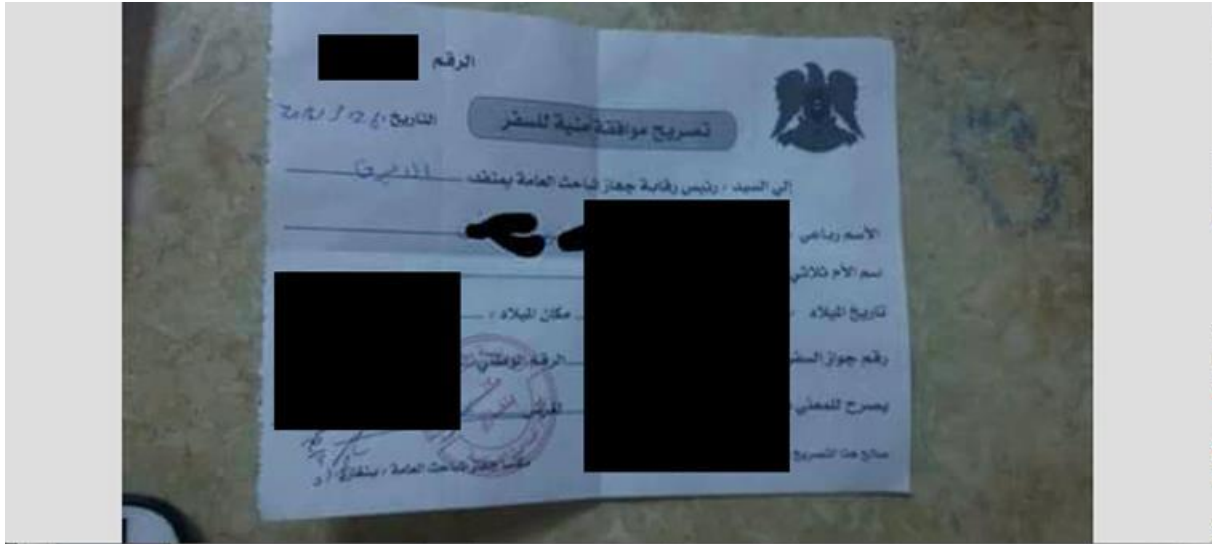 الرقم
تصريح موافقة أمنية للسفر
التاريخ
إلى السيد : رئيس رقابة جهاز المباحث العامة بمنفذ
الأسم رباعي
اسم الأم ثلاثي
تاريخ الميلاد : مكان الميلاد :
رقم جواز السفر الرقم الوطني
يصرح للمعني الغرض
صالح هذا التصريح
مكتب جهاز المباحث العامة : بنغازي